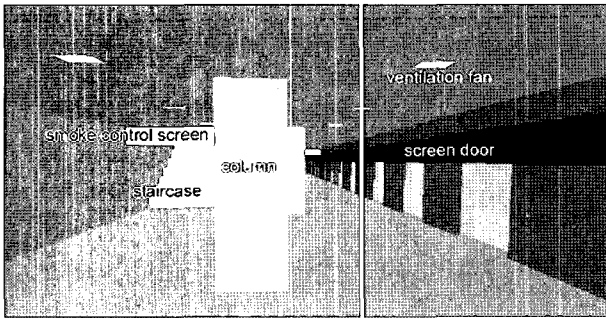 ventilation fan
smoke control screen
screen door
column
staircase